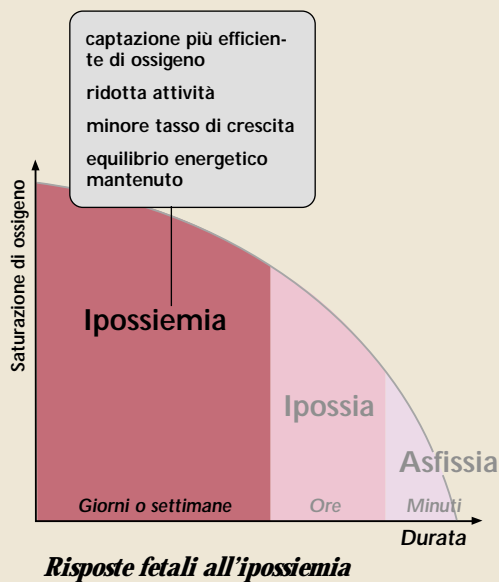 captazione più efficien-
te di ossigeno
ridotta attività
minore tasso di crescita
equilibrio energetico
mantenuto
Saturazione di ossigeno
Ipossiemia
Ipossia
Asfissia
Giorni o settimane
Ore
Minuti
Durata
Risposte fetali all'ipossiemia